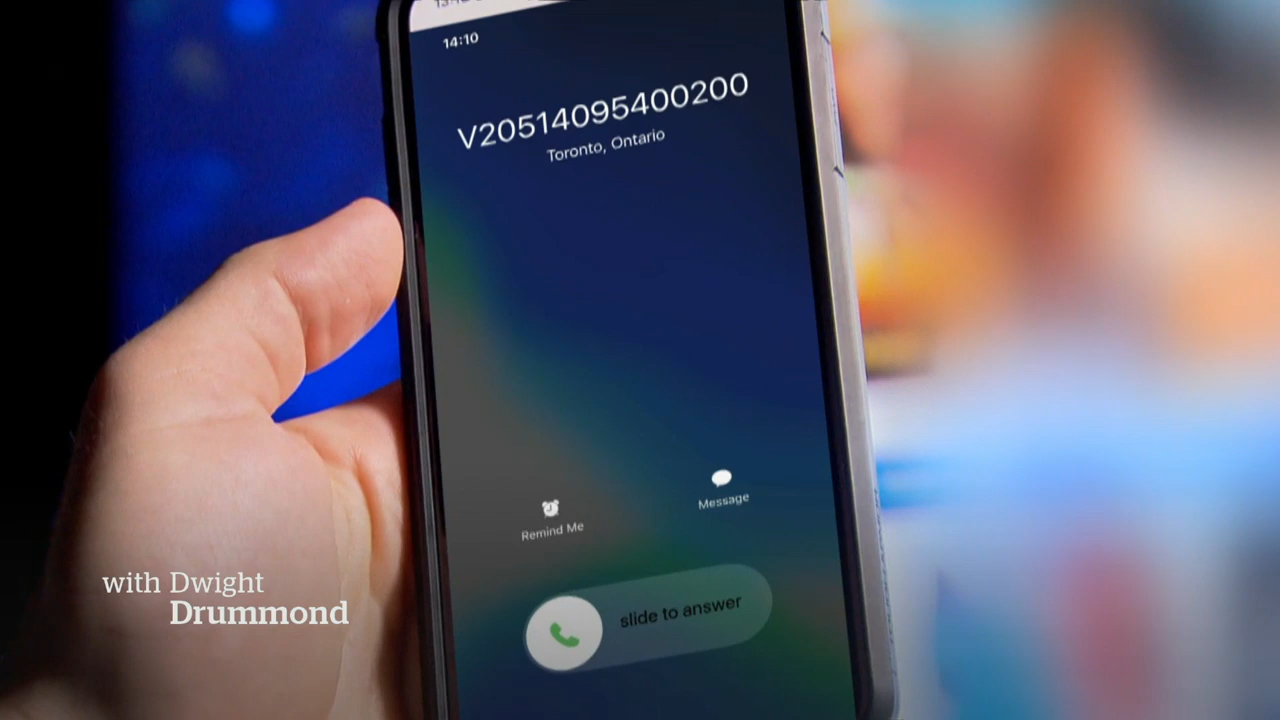 14:10
V20514095400200
Toronto, Ontario
Remind Me
Message
slide to answer
with Dwight
Drummond